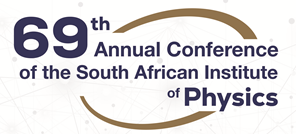 69th
Annual Conference
of the South African Institute
of Physics